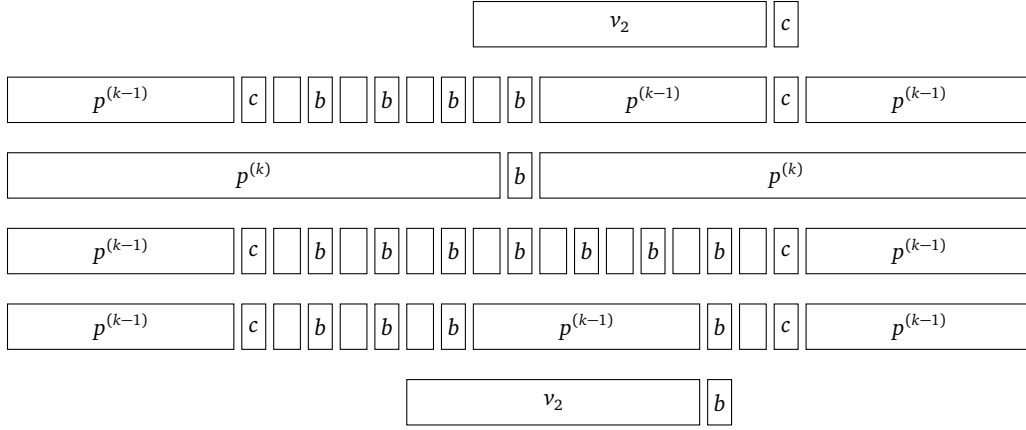 v₂ c
p⁽ᵏ⁻¹⁾ c b b b b p⁽ᵏ⁻¹⁾ c p⁽ᵏ⁻¹⁾
p⁽ᵏ⁾ b p⁽ᵏ⁾
p⁽ᵏ⁻¹⁾ c b b b b b b b c p⁽ᵏ⁻¹⁾
p⁽ᵏ⁻¹⁾ c b b b p⁽ᵏ⁻¹⁾ b c p⁽ᵏ⁻¹⁾
v₂ b